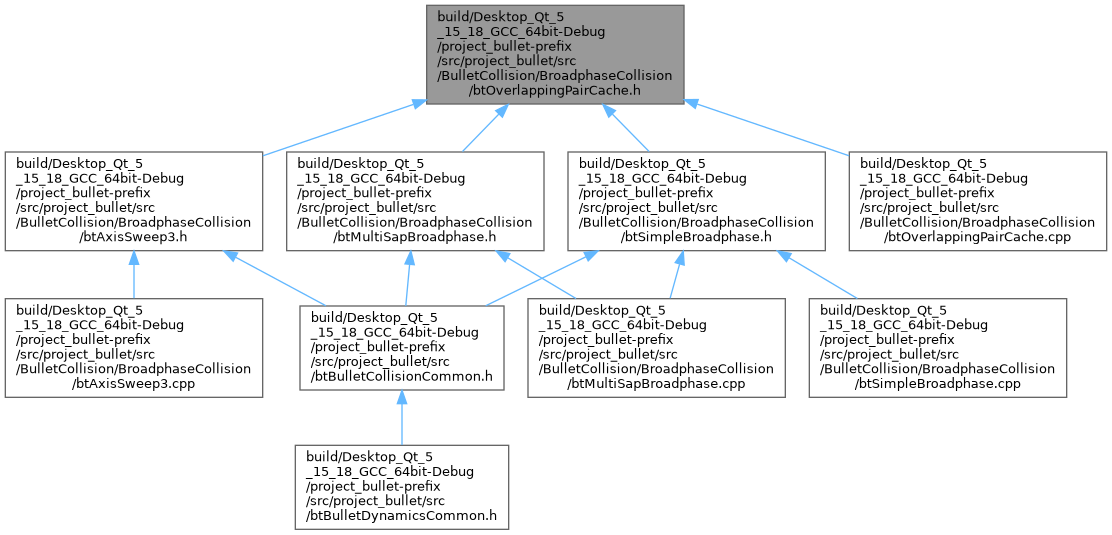 build/Desktop_Qt_5
_15_18_GCC_64bit-Debug
/project_bullet-prefix
/src/project_bullet/src
/BulletCollision/BroadphaseCollision
/btOverlappingPairCache.h
build/Desktop_Qt_5
_15_18_GCC_64bit-Debug
/project_bullet-prefix
/src/project_bullet/src
/BulletCollision/BroadphaseCollision
/btAxisSweep3.h
build/Desktop_Qt_5
_15_18_GCC_64bit-Debug
/project_bullet-prefix
/src/project_bullet/src
/BulletCollision/BroadphaseCollision
/btMultiSapBroadphase.h
build/Desktop_Qt_5
_15_18_GCC_64bit-Debug
/project_bullet-prefix
/src/project_bullet/src
/BulletCollision/BroadphaseCollision
/btSimpleBroadphase.h
build/Desktop_Qt_5
_15_18_GCC_64bit-Debug
/project_bullet-prefix
/src/project_bullet/src
/BulletCollision/BroadphaseCollision
/btOverlappingPairCache.cpp
build/Desktop_Qt_5
_15_18_GCC_64bit-Debug
/project_bullet-prefix
/src/project_bullet/src
/BulletCollision/BroadphaseCollision
/btAxisSweep3.cpp
build/Desktop_Qt_5
_15_18_GCC_64bit-Debug
/project_bullet-prefix
/src/project_bullet/src
/btBulletCollisionCommon.h
build/Desktop_Qt_5
_15_18_GCC_64bit-Debug
/project_bullet-prefix
/src/project_bullet/src
/BulletCollision/BroadphaseCollision
/btMultiSapBroadphase.cpp
build/Desktop_Qt_5
_15_18_GCC_64bit-Debug
/project_bullet-prefix
/src/project_bullet/src
/BulletCollision/BroadphaseCollision
/btSimpleBroadphase.cpp
build/Desktop_Qt_5
_15_18_GCC_64bit-Debug
/project_bullet-prefix
/src/project_bullet/src
/btBulletDynamicsCommon.h